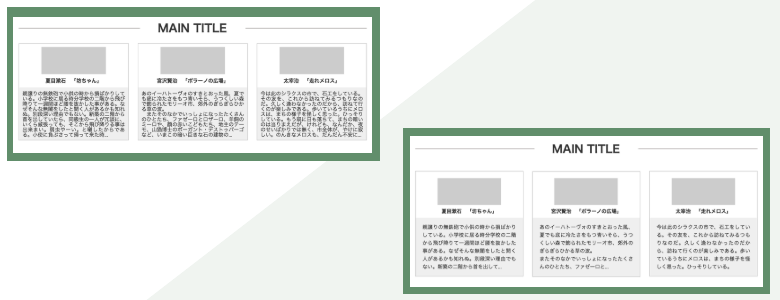 MAIN TITLE
夏目漱石　「坊ちゃん」
宮沢賢治　「ポラーノの広場」
太宰治　「走れメロス」
親譲りの無鉄砲で小供の時から損ばかりして
いる。小学校に居る時分学校の二階から飛び
降りて一週間ほど腰を抜かした事がある。な
ぜそんな無闇をしたと聞く人があるかも知れ
ぬ。別段深い理由でもない。新築の二階から
首を出していたら、同級生の一人が冗談に、
いくら威張っても、そこから飛び降りる事は
出来まい。弱虫やーい。と囃したからであ
る。小使に負ぶさって帰って来た時…
あのイーハトーヴォのすきとおった風、夏で
も底に冷たさをもつ青いそら、うつくしい森
で飾られたモリーオ市、郊外のぎらぎらひか
る草の波。
またそのなかでいっしょになったたくさん
のひとたち、ファゼーロとロザーロ、羊飼の
ミーロや、顔の赤いこどもたち、地主のテー
モ、山猫博士のボーガント・デストゥパーゴ
など、いまこの暗い巨きな石の建物の…
今は此のシラクスの市で、石工をしている。
その友を、これから訪ねてみるつもりなの
だ。久しく逢わなかったのだから、訪ねて行
くのが楽しみである。歩いているうちにメロ
スは、まちの様子を怪しく思った。ひっそり
している。もう既に日も落ちて、まちの暗い
のは当りまえだが、けれども、なんだか、夜
のせいばかりでは無く、市全体が、やけに寂
しい。のんきなメロスも、だんだん不安に…
MAIN TITLE
夏目漱石　「坊ちゃん」
宮沢賢治　「ポラーノの広場」
太宰治　「走れメロス」
親譲りの無鉄砲で小供の時から損ばかり
している。小学校に居る時分学校の二階
から飛び降りて一週間ほど腰を抜かした
事がある。なぜそんな無闇をしたと聞く
人があるかも知れぬ。別段深い理由でも
ない。新築の二階から首を出して…
あのイーハトーヴォのすきとおった風、
夏でも底に冷たさをもつ青いそら、うつ
くしい森で飾られたモリーオ市、郊外の
ぎらぎらひかる草の波。
またそのなかでいっしょになったたくさ
んのひとたち、ファゼーロと…
今は此のシラクスの市で、石工をしてい
る。その友を、これから訪ねてみるつも
りなのだ。久しく逢わなかったのだか
ら、訪ねて行くのが楽しみである。歩い
ているうちにメロスは、まちの様子を怪
しく思った。ひっそりしている。